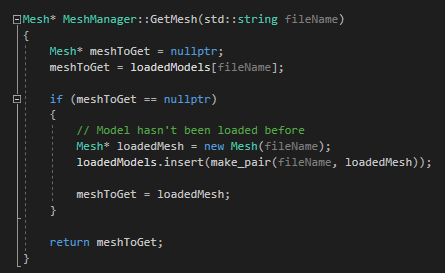 Mesh* MeshManager::GetMesh(std::string fileName)
{
Mesh* meshToGet = nullptr;
meshToGet = loadedModels[fileName];
if (meshToGet == nullptr)
{
// Model hasn't been loaded before
Mesh* loadedMesh = new Mesh(fileName);
loadedModels.insert(make_pair(fileName, loadedMesh));
meshToGet = loadedMesh;
}
return meshToGet;
}